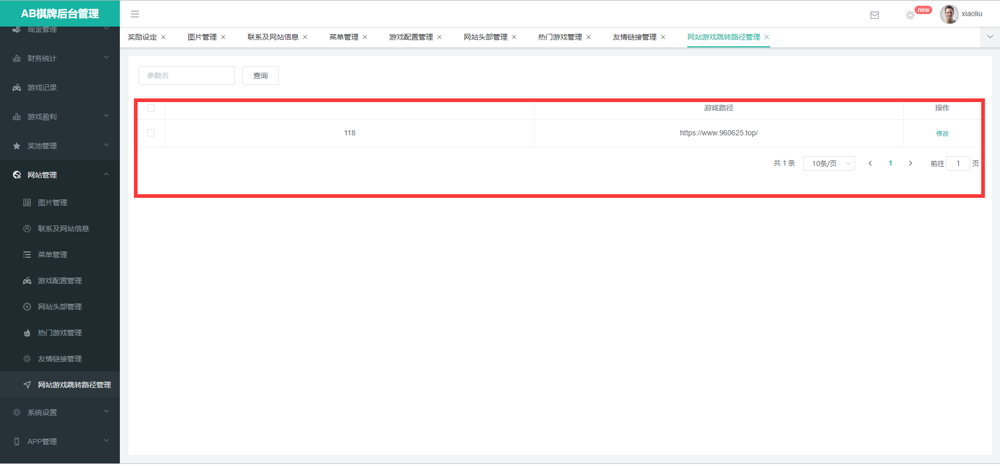 AB棋牌后台管理
new
xiaoliu
现金管理
财务统计
游戏记录
游戏盈利
奖池管理
网站管理
图片管理
联系及网站信息
菜单管理
游戏配置管理
网站头部管理
热门游戏管理
友情链接管理
网站游戏跳转路径管理
系统设置
APP管理
奖励设定 图片管理 联系及网站信息 菜单管理 游戏配置管理 网站头部管理 热门游戏管理 友情链接管理 网站游戏跳转路径管理
参数名 查询
游戏路径 操作
118 https://www.960625.top/ 修改
共 1 条 10条/页 1 前往 1 页